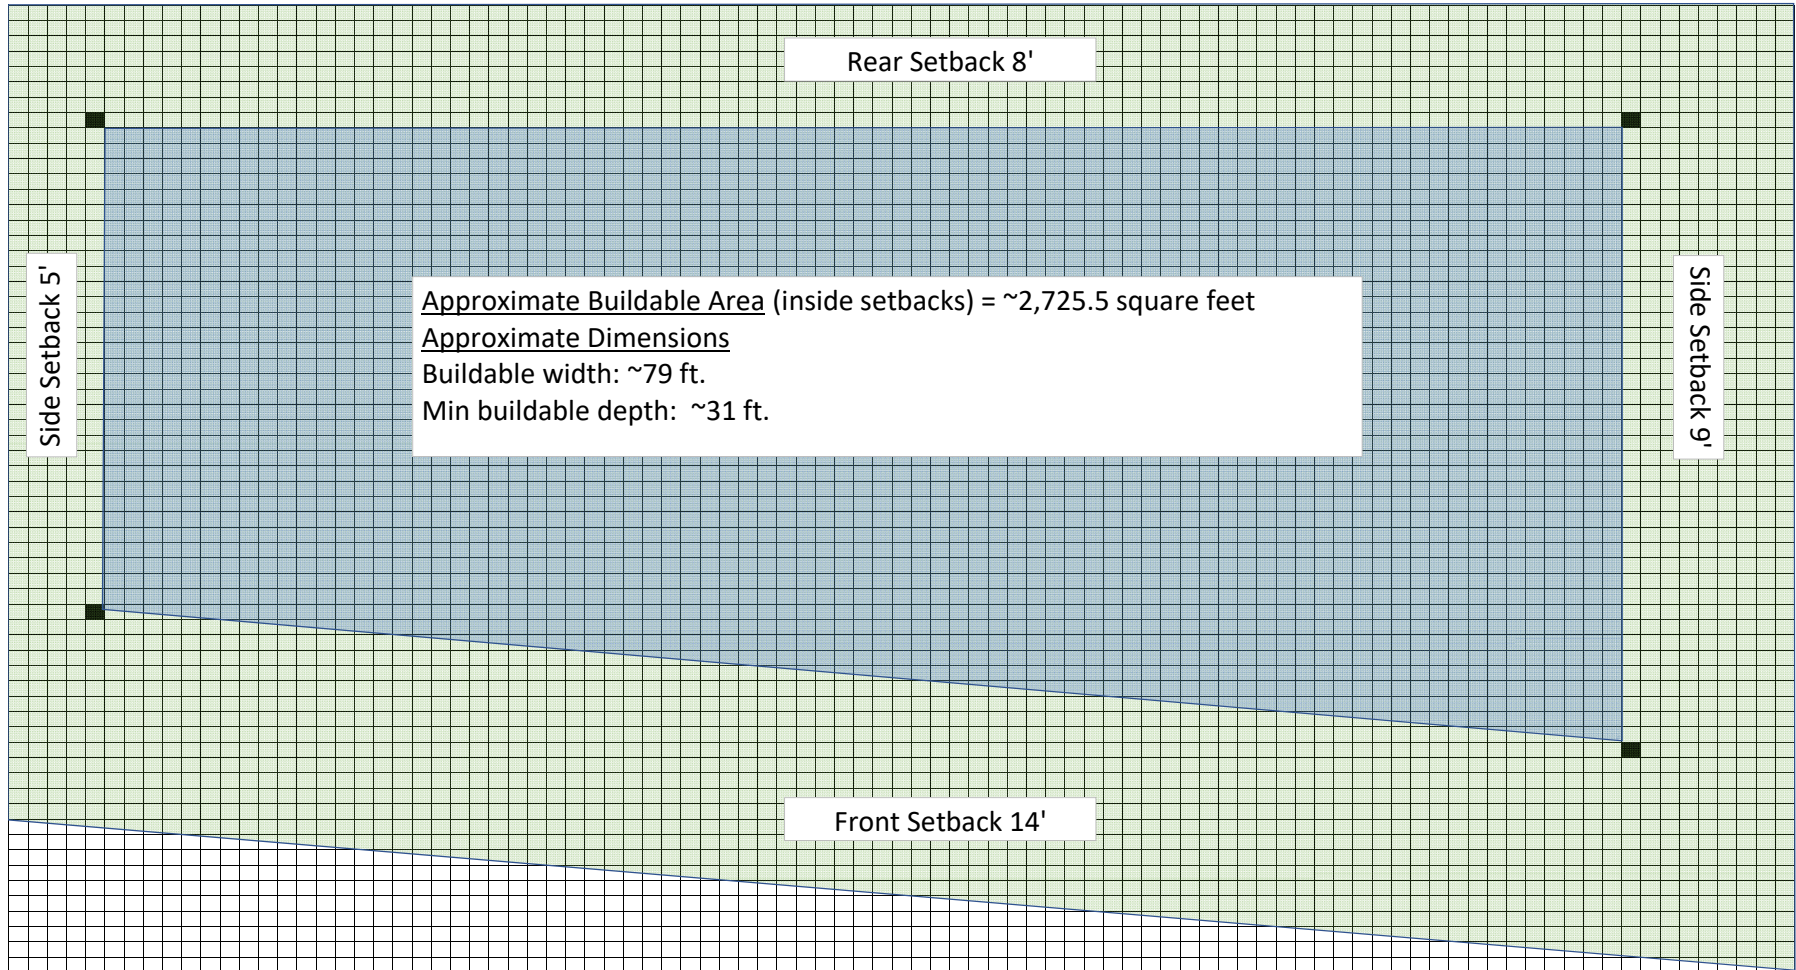 Rear Setback 8'
Side Setback 5'
Approximate Buildable Area (inside setbacks) = ~2,725.5 square feet
Approximate Dimensions
Buildable width: ~79 ft.
Min buildable depth:  ~31 ft.
Side Setback 9'
Front Setback 14'